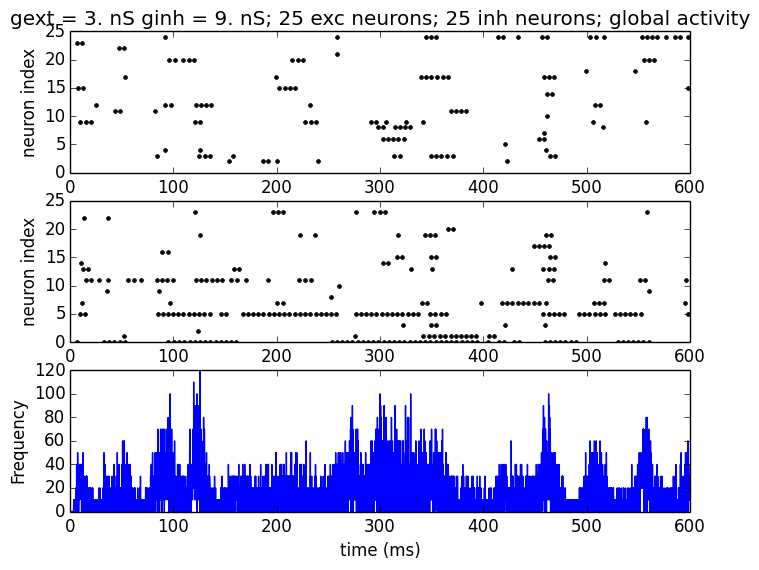 gext = 3. nS ginh = 9. nS; 25 exc neurons; 25 inh neurons; global activity
25
20
15
10
5
0
neuron index
0 100 200 300 400 500 600
25
20
15
10
5
0
neuron index
0 100 200 300 400 500 600
120
100
80
60
40
20
0
Frequency
0 100 200 300 400 500 600
time (ms)